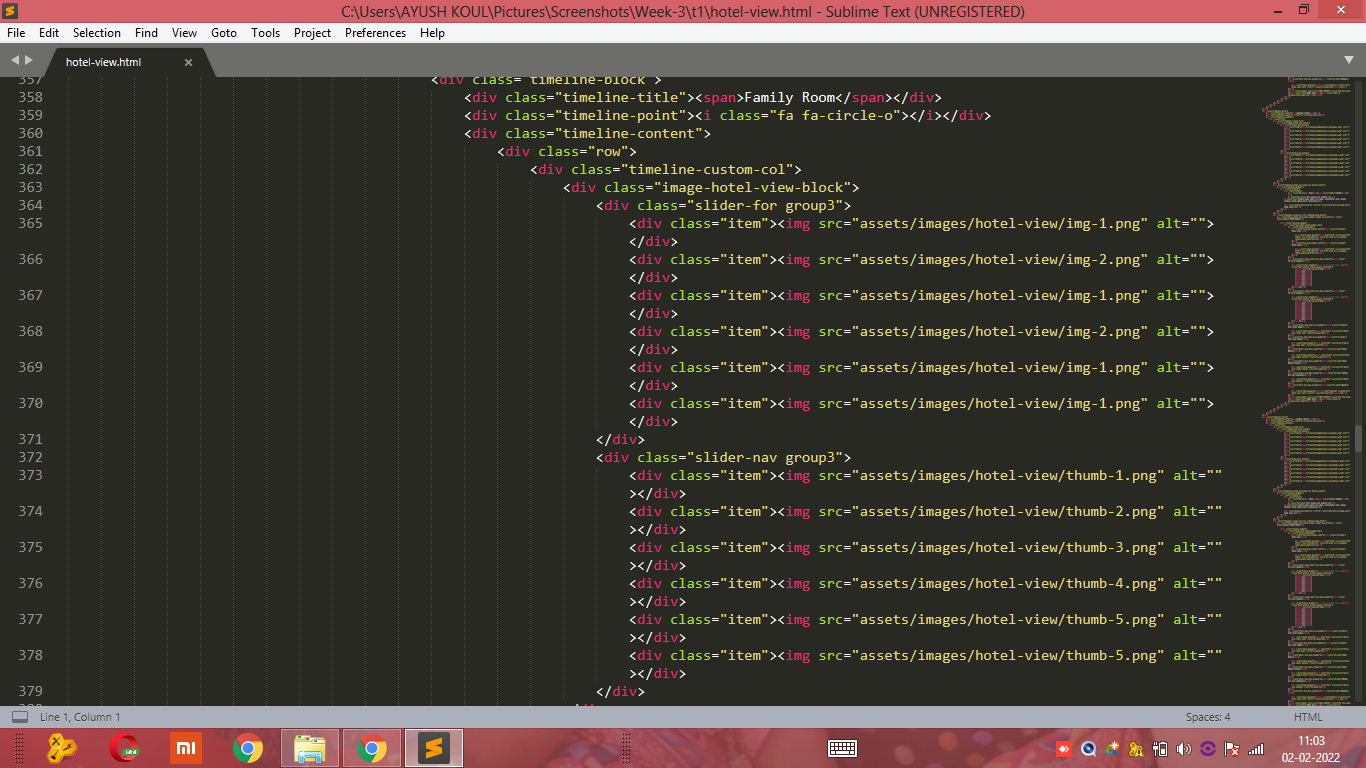 C:\Users\AYUSH KOUL\Pictures\Screenshots\Week-3\t1\hotel-view.html - Sublime Text (UNREGISTERED)
File Edit Selection Find View Goto Tools Project Preferences Help
hotel-view.html
357 <div class="timeline-block">
358 <div class="timeline-title"><span>Family Room</span></div>
359 <div class="timeline-point"><i class="fa fa-circle-o"></i></div>
360 <div class="timeline-content">
361 <div class="row">
362 <div class="timeline-custom-col">
363 <div class="image-hotel-view-block">
364 <div class="slider-for group3">
365 <div class="item"><img src="assets/images/hotel-view/img-1.png" alt="">
</div>
366 <div class="item"><img src="assets/images/hotel-view/img-2.png" alt="">
</div>
367 <div class="item"><img src="assets/images/hotel-view/img-1.png" alt="">
</div>
368 <div class="item"><img src="assets/images/hotel-view/img-2.png" alt="">
</div>
369 <div class="item"><img src="assets/images/hotel-view/img-1.png" alt="">
</div>
370 <div class="item"><img src="assets/images/hotel-view/img-1.png" alt="">
</div>
371 </div>
372 <div class="slider-nav group3">
373 <div class="item"><img src="assets/images/hotel-view/thumb-1.png" alt=""
></div>
374 <div class="item"><img src="assets/images/hotel-view/thumb-2.png" alt=""
></div>
375 <div class="item"><img src="assets/images/hotel-view/thumb-3.png" alt=""
></div>
376 <div class="item"><img src="assets/images/hotel-view/thumb-4.png" alt=""
></div>
377 <div class="item"><img src="assets/images/hotel-view/thumb-5.png" alt=""
></div>
378 <div class="item"><img src="assets/images/hotel-view/thumb-5.png" alt=""
></div>
379 </div>
Line 1, Column 1 Spaces: 4 HTML
mi
11:03
02-02-2022